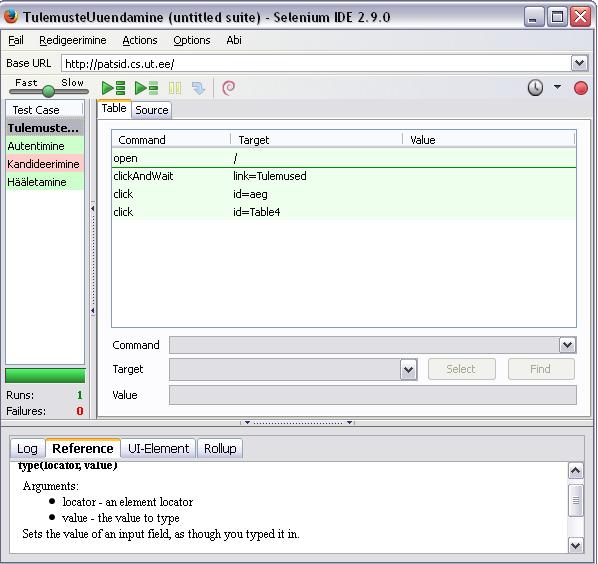 TulemusteUuendamine (untitled suite) - Selenium IDE 2.9.0
Fail Redigeerimine Actions Options Abi
Base URL http://patsid.cs.ut.ee/
Fast Slow
Test Case
Tulemuste...
Autentimine
Kandideerimine
Hääletamine
Runs: 1
Failures: 0
Table Source
Command Target Value
open /
clickAndWait link=Tulemused
click id=aeg
click id=Table4
Command
Target Select Find
Value
Log Reference UI-Element Rollup
type(locator, value)
Arguments:
locator - an element locator
value - the value to type
Sets the value of an input field, as though you typed it in.